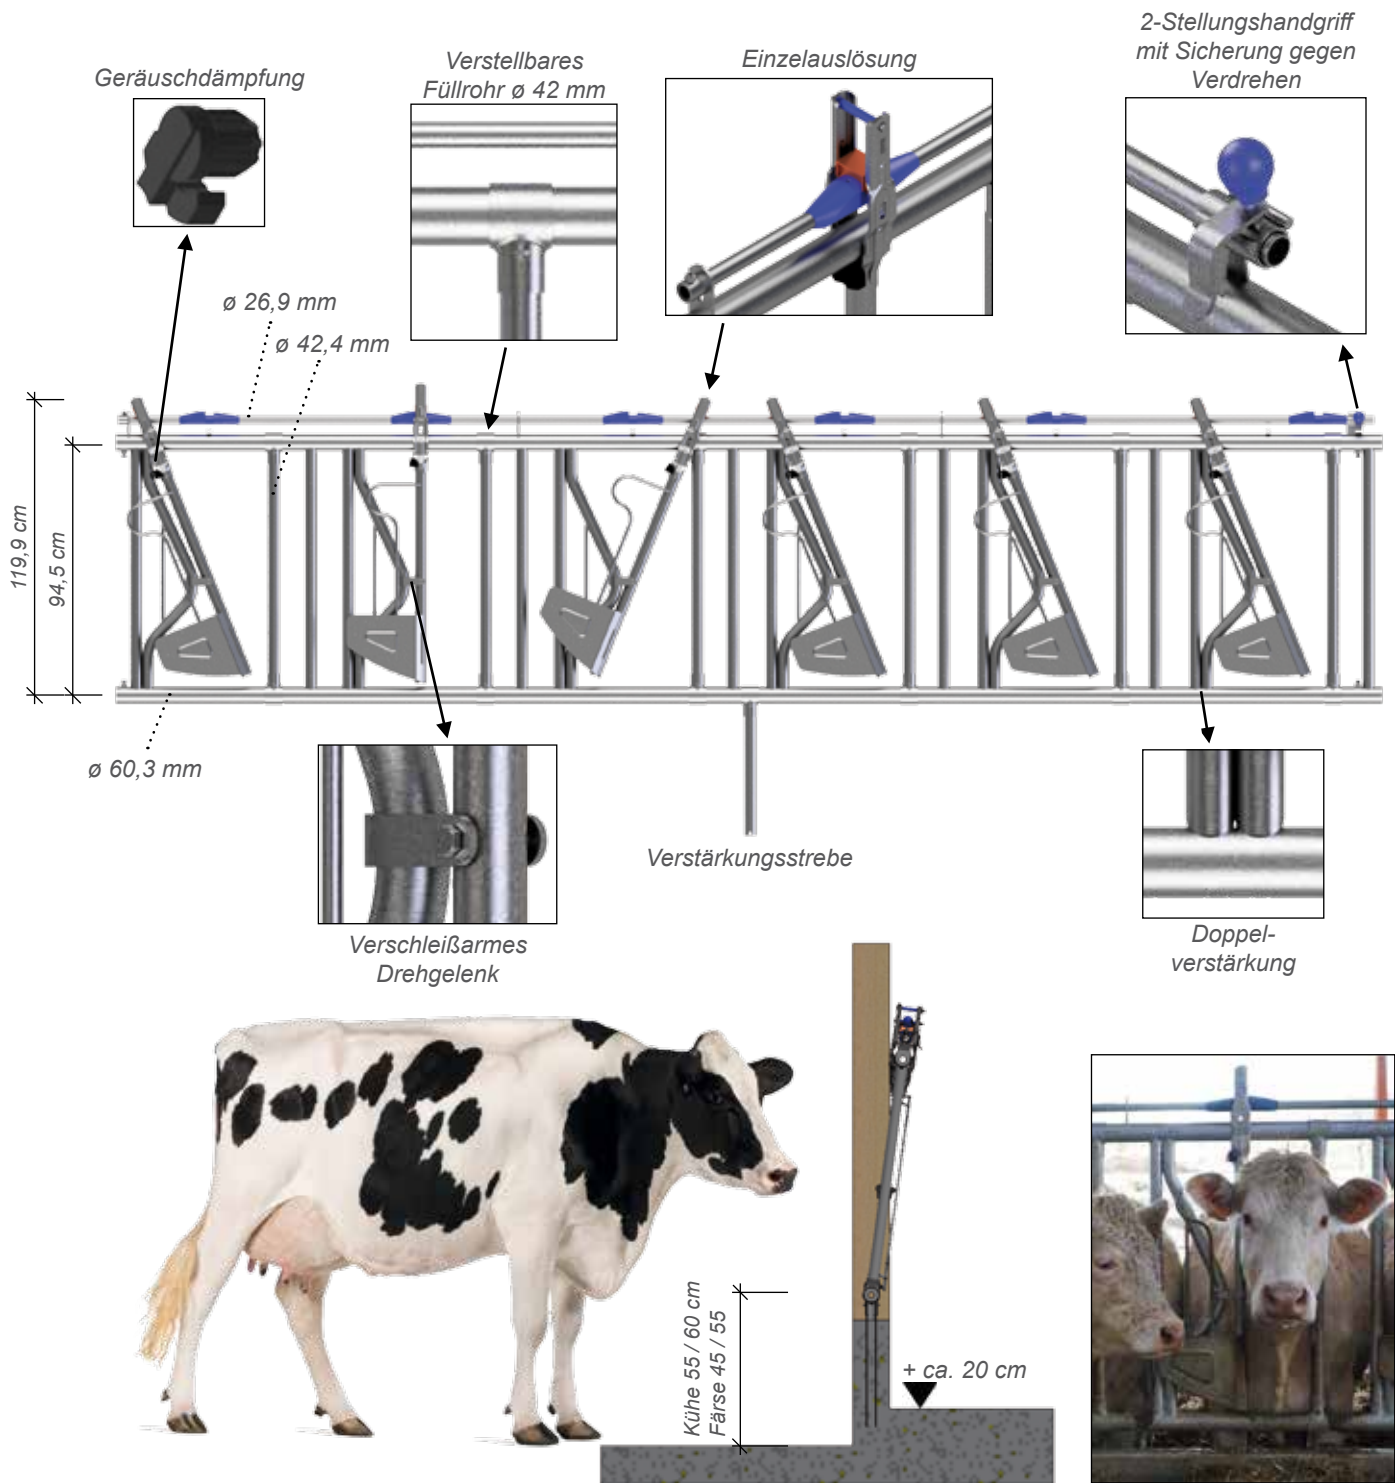 2-Stellungshandgriff
mit Sicherung gegen
Verdrehen
Verstellbares
Füllrohr ø 42 mm
Einzelauslösung
Geräuschdämpfung
ø 26,9 mm
ø 42,4 mm
119,9 cm
94,5 cm
ø 60,3 mm
Verstärkungsstrebe
Verschleißarmes
Drehgelenk
Doppel-
verstärkung
Kühe 55 / 60 cm
Färse 45 / 55
+ ca. 20 cm